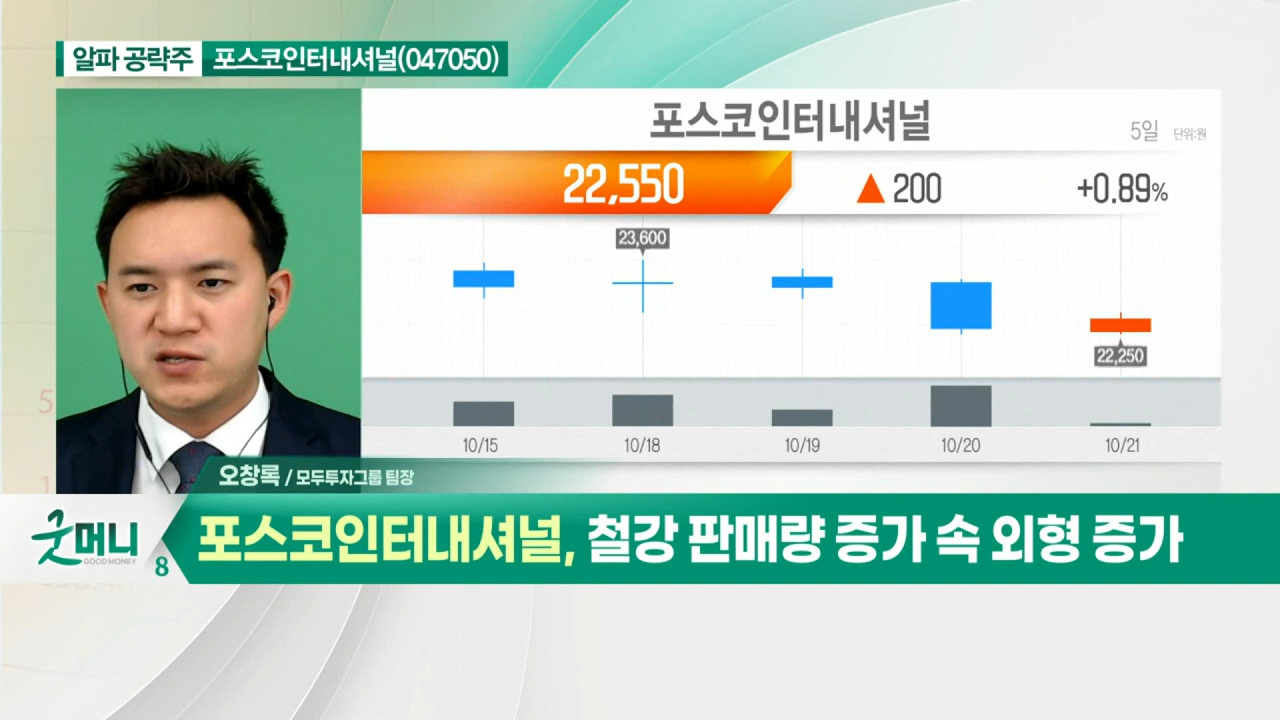 알파 공략주 포스코인터내셔널(047050)
포스코인터내셔널
5일 단위:원
22,550 ▲ 200 +0.89%
23,600
22,250
10/15 10/18 10/19 10/20 10/21
오창록 / 모두투자그룹 팀장
굿머니
GOOD MONEY
8
포스코인터내셔널, 철강 판매량 증가 속 외형 증가
5